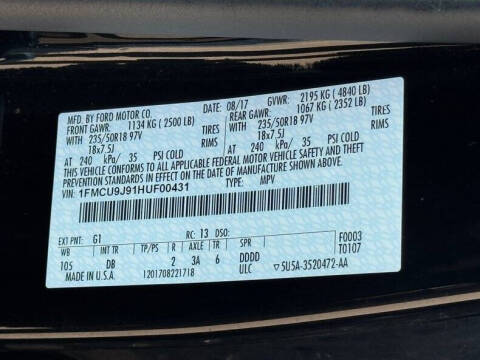 MFD. BY FORD MOTOR CO.
DATE: 08/17 GVWR: 2195 KG ( 4840 LB)
FRONT GAWR: 1134 KG ( 2500 LB) REAR GAWR: 1067 KG ( 2352 LB)
WITH 235/50R18 97V TIRES WITH 235/50R18 97V TIRES
18x7.5J RIMS 18x7.5J RIMS
AT 240 kPa/ 35 PSI COLD AT 240 kPa/ 35 PSI COLD
THIS VEHICLE CONFORMS TO ALL APPLICABLE FEDERAL MOTOR VEHICLE SAFETY AND THEFT
PREVENTION STANDARDS IN EFFECT ON THE DATE OF MANUFACTURE SHOWN ABOVE.
VIN: 1FMCU9J91HUF00431 TYPE: MPV
EXT PNT: G1 RC: 13 DSO: F0003
WB INT TR TP/PS R AXLE TR SPR T0107
105 DB 2 3A 6 DDDD
MADE IN U.S.A. 1201708221718 ULC 5U5A-3520472-AA